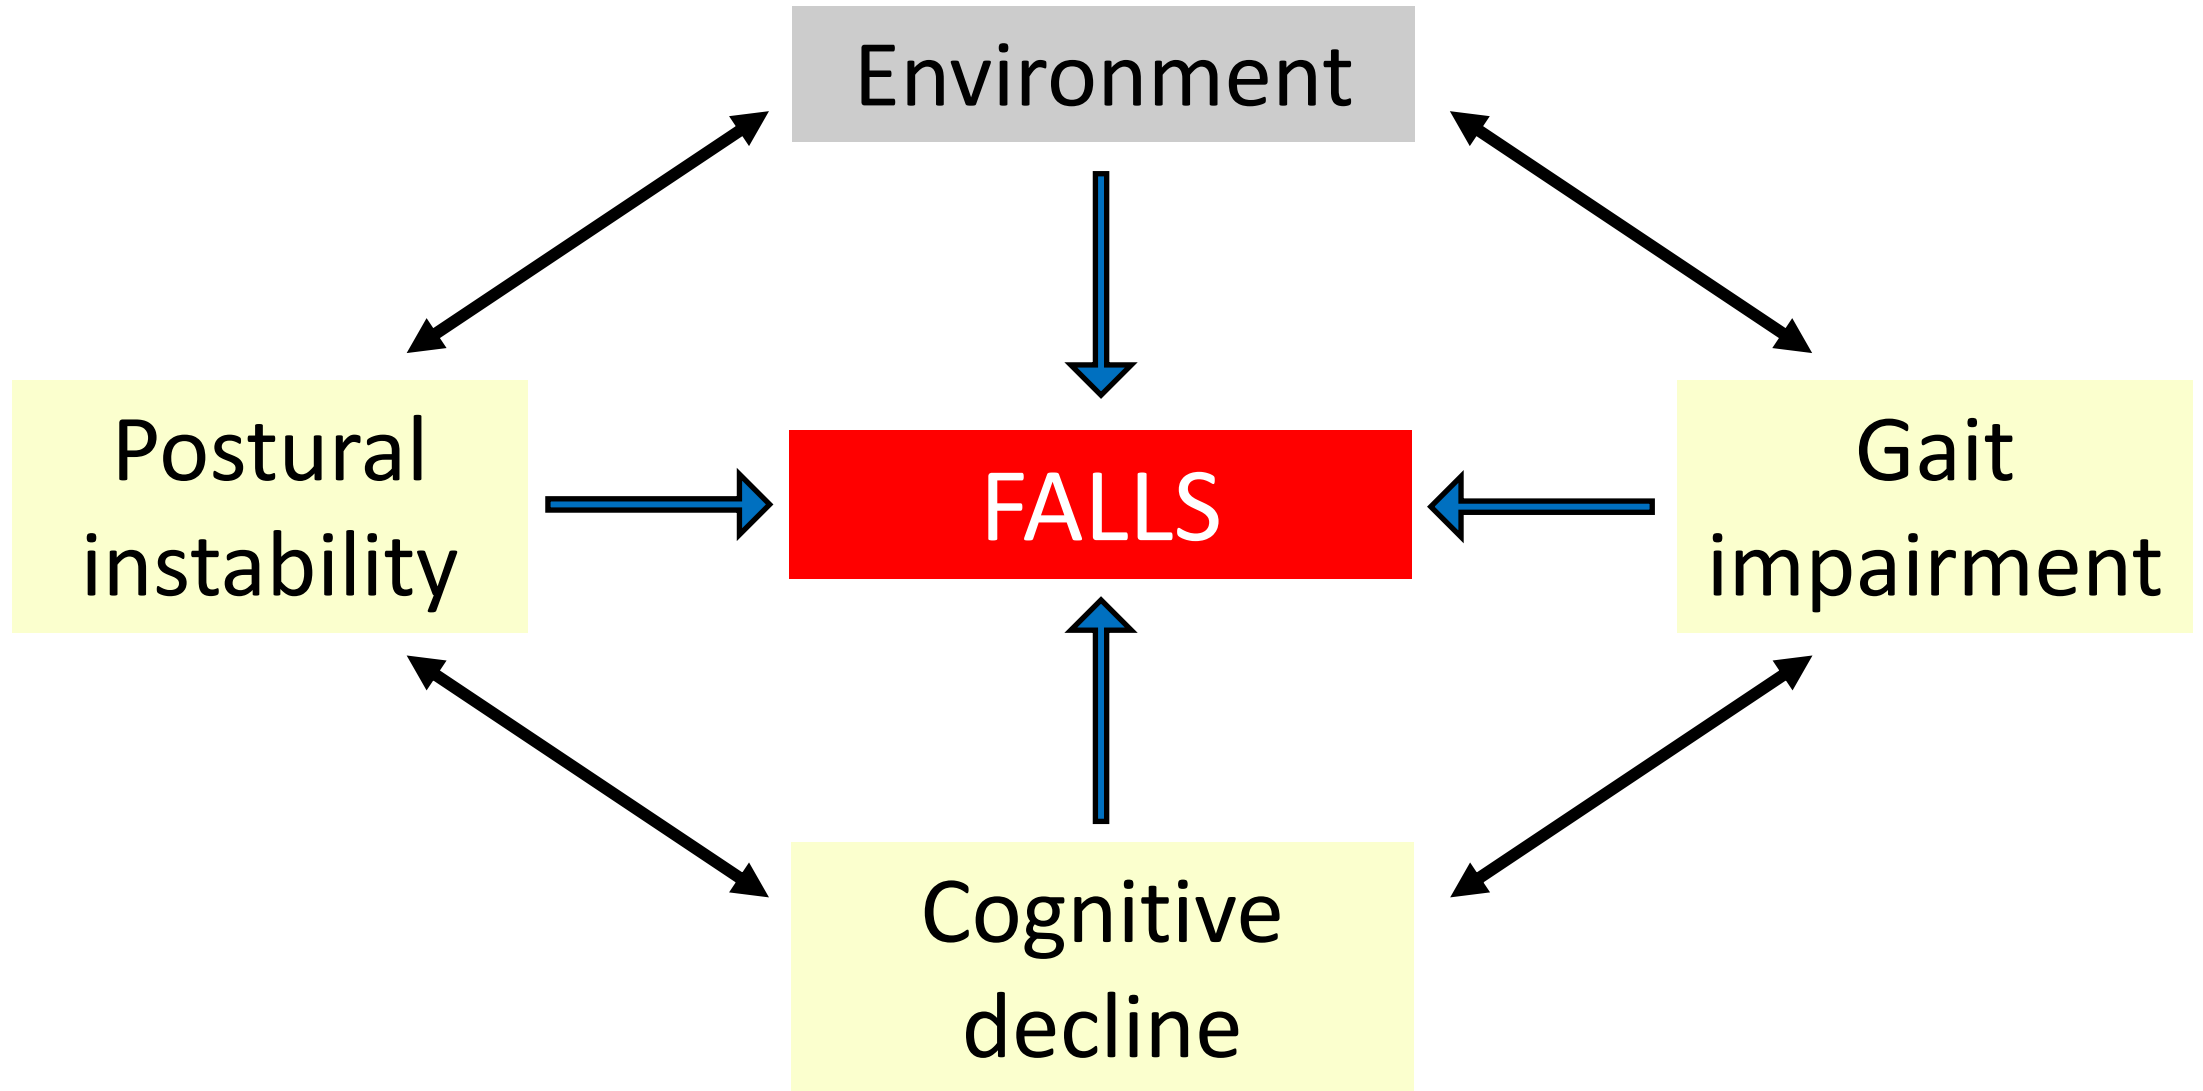 Environment
Postural
instability
FALLS
Gait
impairment
Cognitive
decline